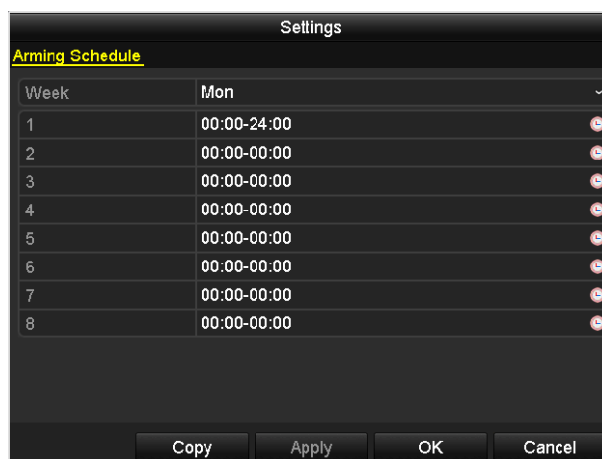 Settings
Arming Schedule
Week Mon
1 00:00-24:00
2 00:00-00:00
3 00:00-00:00
4 00:00-00:00
5 00:00-00:00
6 00:00-00:00
7 00:00-00:00
8 00:00-00:00
Copy Apply OK Cancel